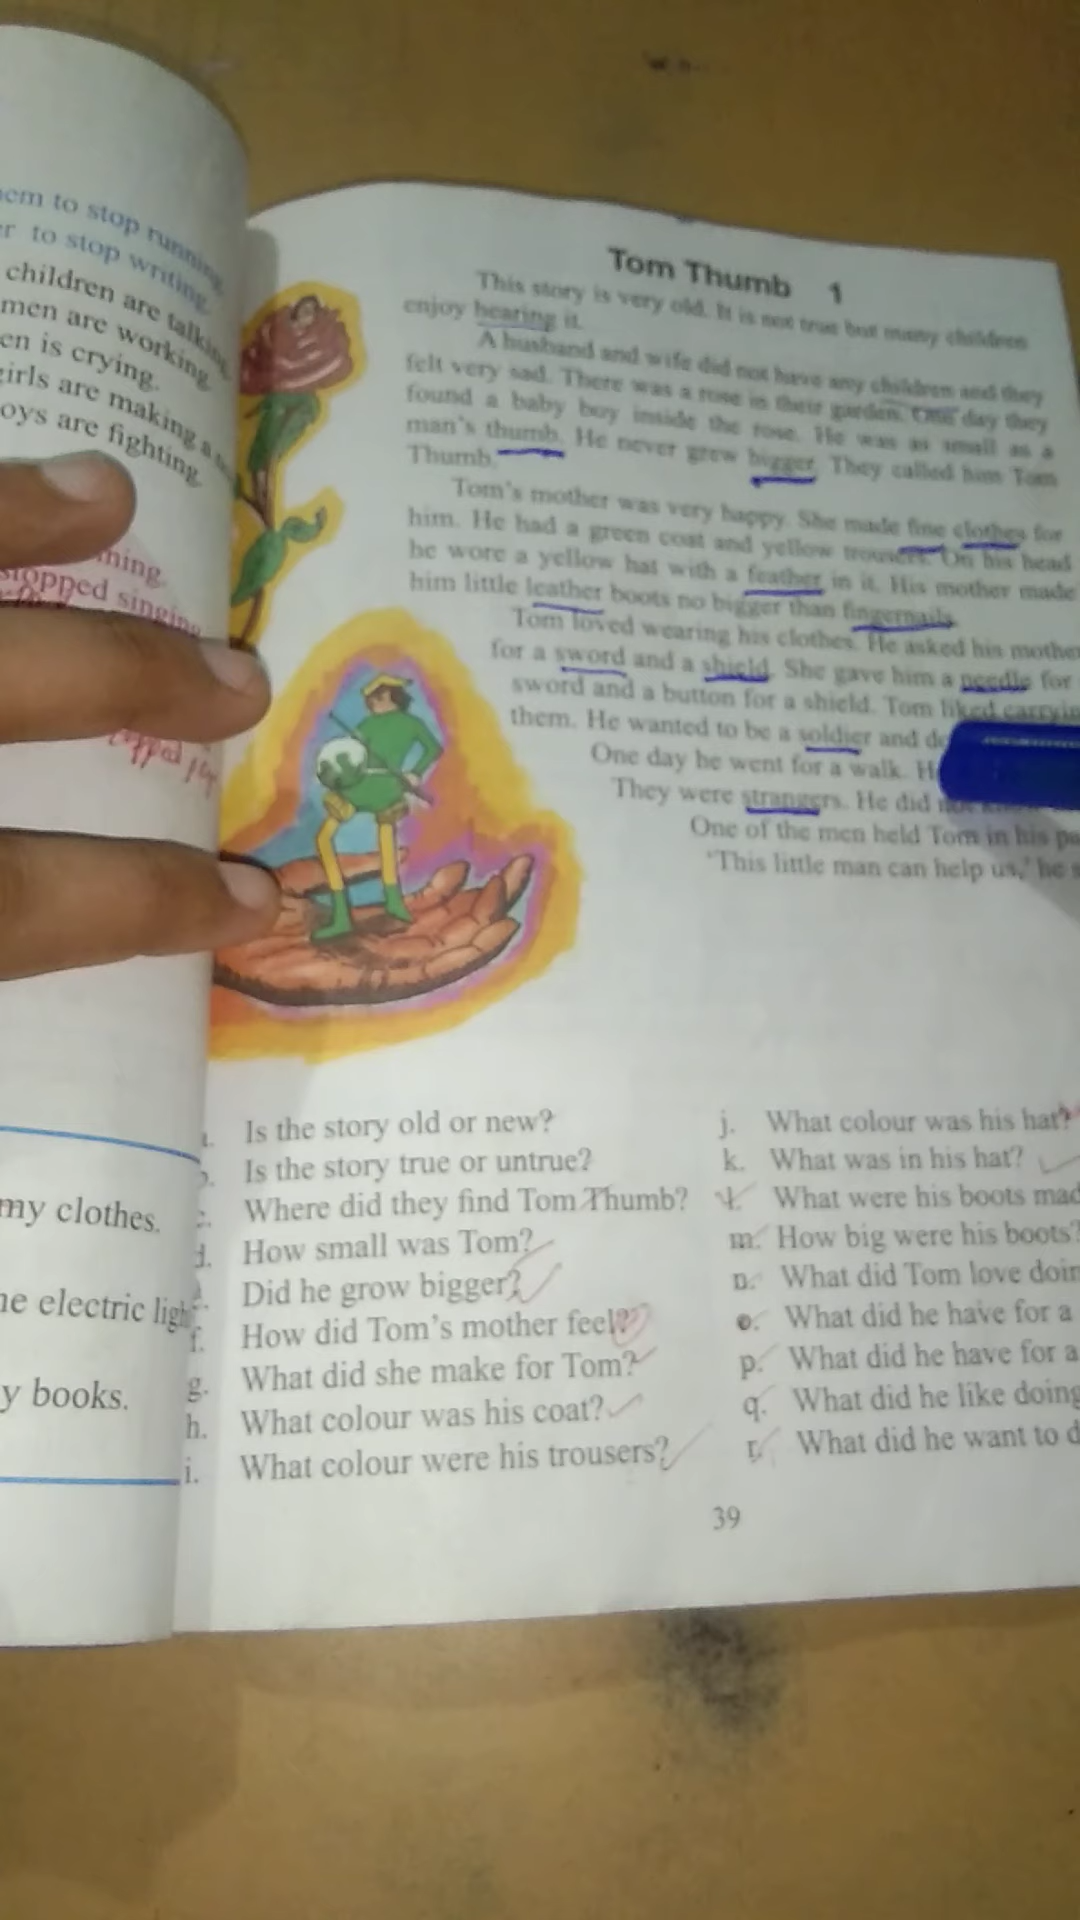 em to stop running.
er to stop writing.
children are talking.
men are working.
en is crying.
girls are making a
oys are fighting.
ning.
stopped singing
my clothes.
he electric ligh
y books.
Tom Thumb 1
This story is very old. It is not true but many children
enjoy hearing it.
A husband and wife did not have any children and they
felt very sad. There was a rose in their garden. One day they
found a baby boy inside the rose. He was as small as a
man's thumb. He never grew bigger. They called him Tom
Thumb.
Tom's mother was very happy. She made fine clothes for
him. He had a green coat and yellow trousers. On his head
he wore a yellow hat with a feather in it. His mother made
him little leather boots no bigger than fingernails.
Tom loved wearing his clothes. He asked his mother
for a sword and a shield. She gave him a needle for
sword and a button for a shield. Tom liked carryin
them. He wanted to be a soldier and
One day he went for a walk. H
They were strangers. He did not know
One of the men held Tom in his pa
'This little man can help us,' he s
Is the story old or new?
Is the story true or untrue?
c. Where did they find Tom Thumb?
d. How small was Tom?
Did he grow bigger?
f. How did Tom's mother feel?
g. What did she make for Tom?
h. What colour was his coat?
i. What colour were his trousers?
j. What colour was his hat?
k. What was in his hat?
What were his boots mad
m. How big were his boots?
n. What did Tom love doin
o. What did he have for a
p. What did he have for a
q. What did he like doing
r. What did he want to d
39